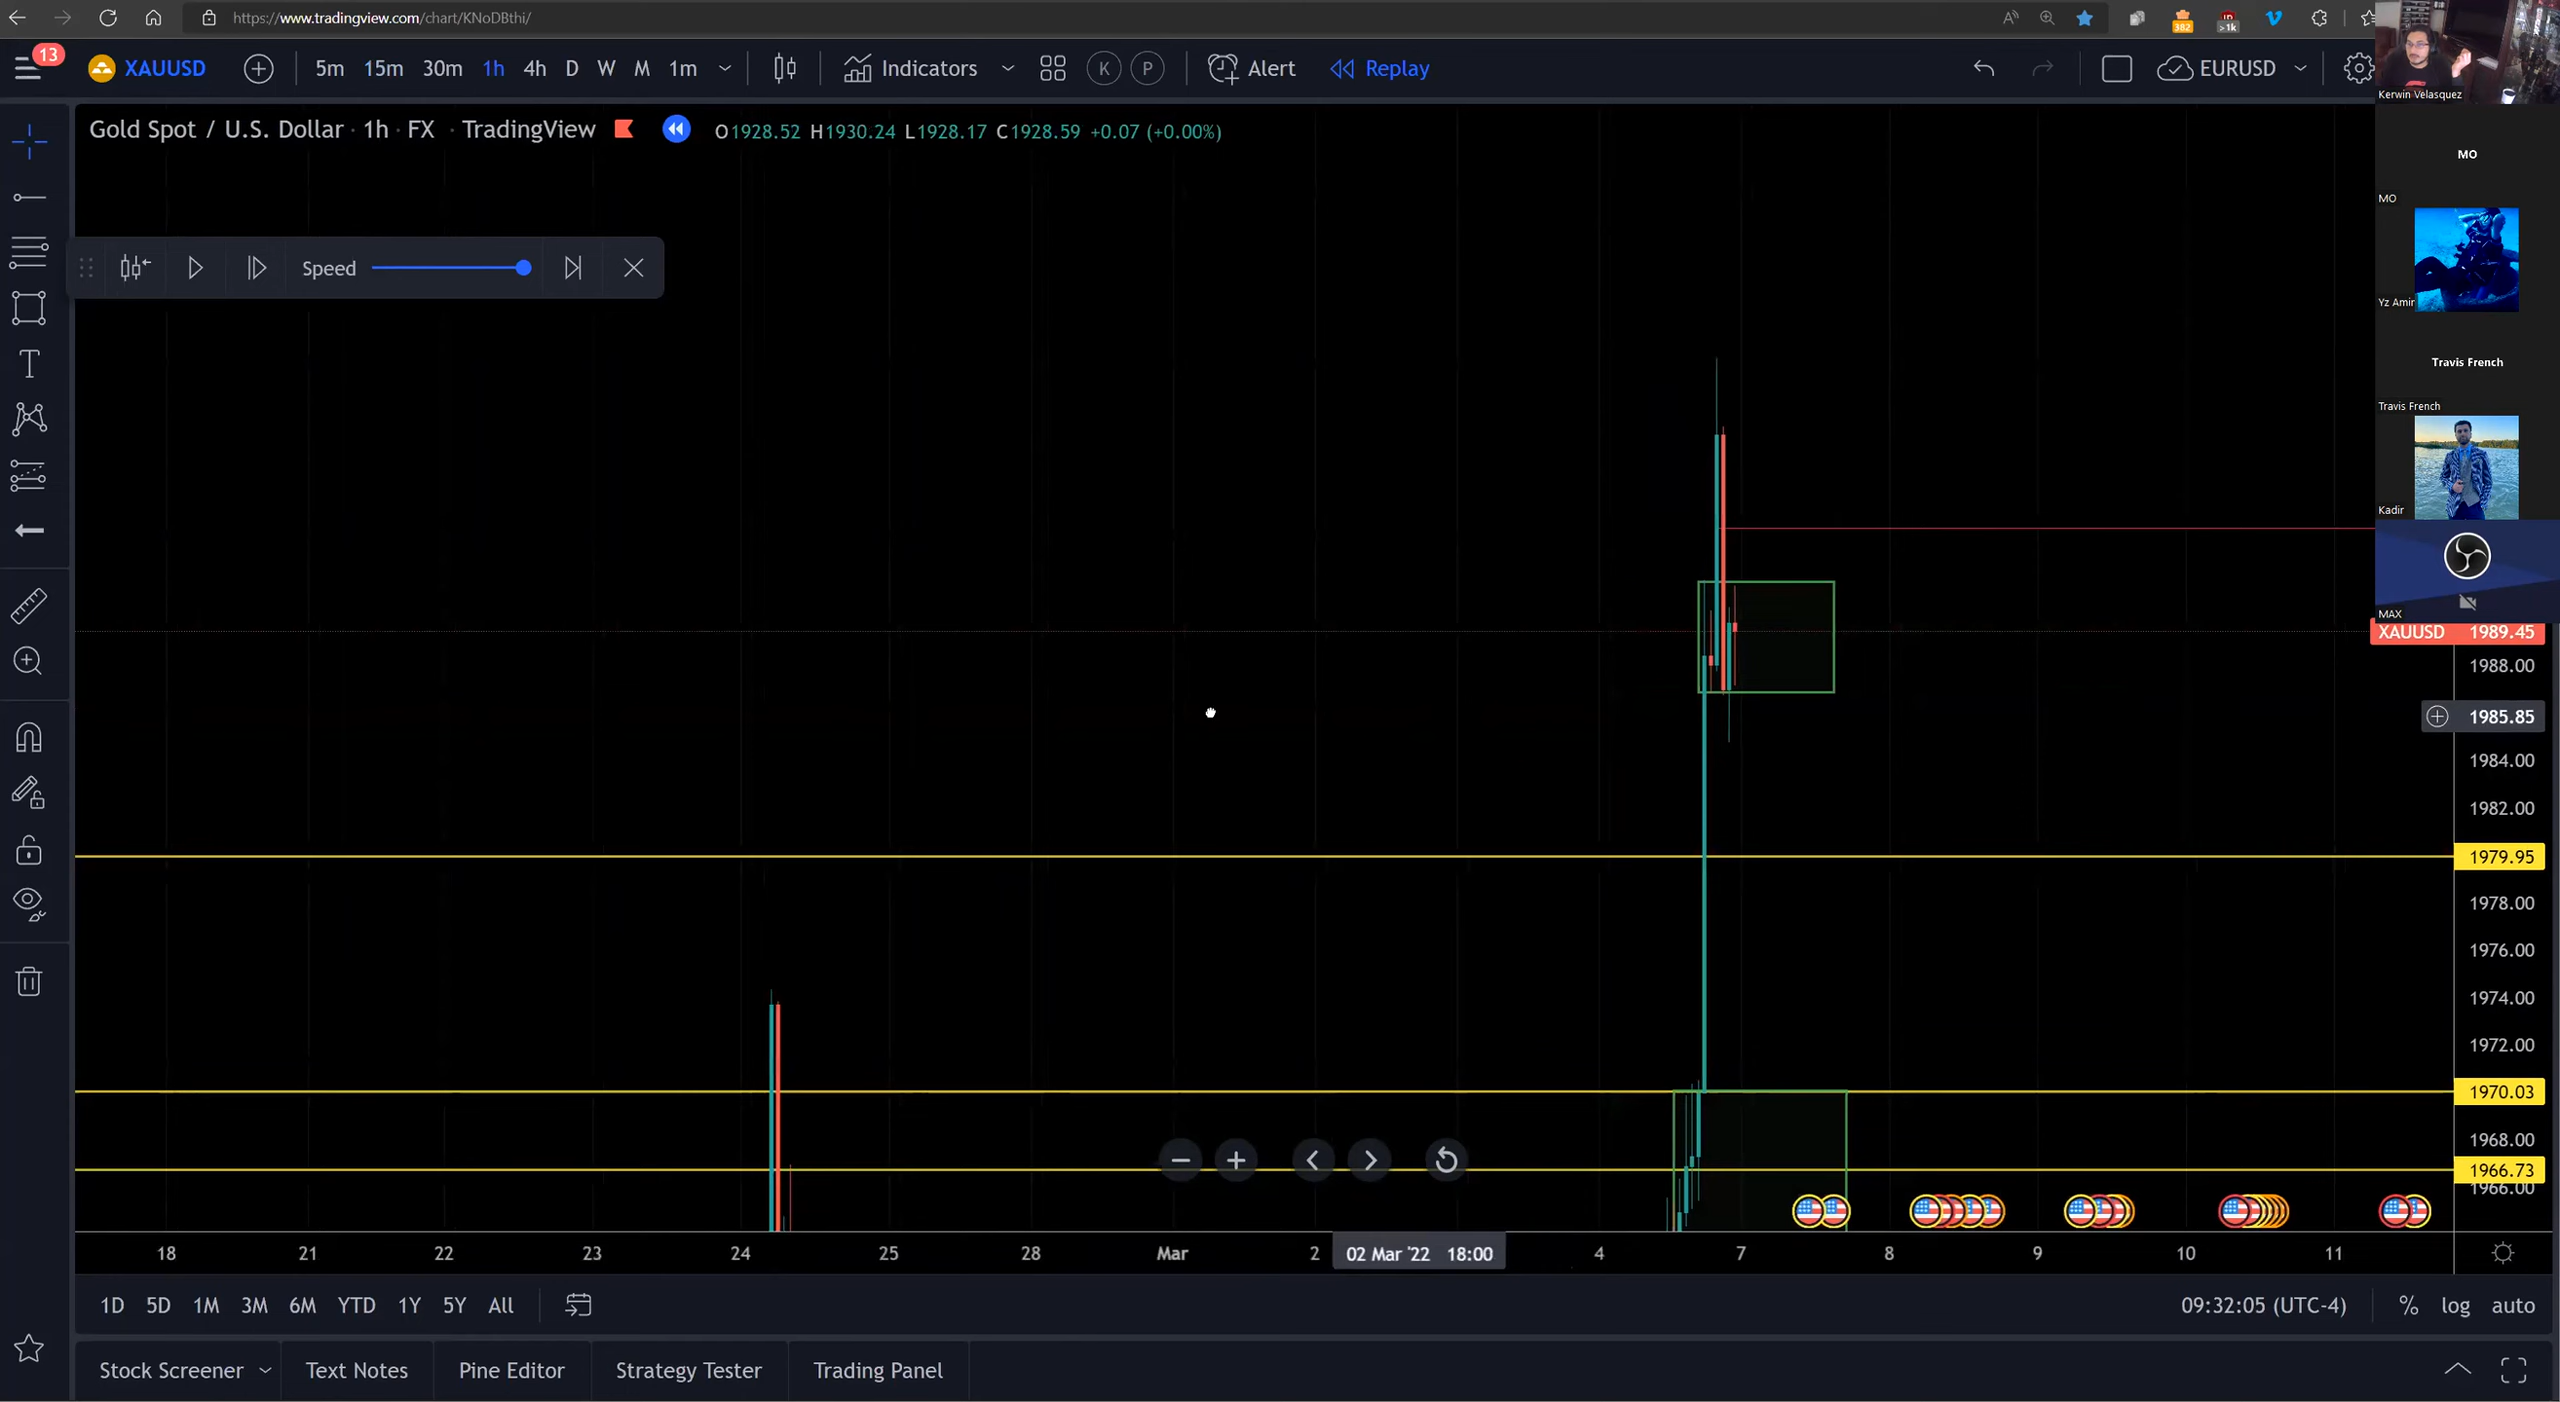 https://www.tradingview.com/chart/KNoDBthi/
382
>1k
13
XAUUSD
5m 15m 30m 1h 4h D W M 1m
Indicators
K P
Alert
Replay
EURUSD
Kerwin Velasquez
Gold Spot / U.S. Dollar · 1h · FX · TradingView
O1928.52 H1930.24 L1928.17 C1928.59 +0.07 (+0.00%)
MO
MO
Speed
Yz Amir
Travis French
Travis French
Kadir
MAX
XAUUSD 1989.45
1988.00
1985.85
1984.00
1982.00
1979.95
1978.00
1976.00
1974.00
1972.00
1970.03
1968.00
1966.73
1966.00
18 21 22 23 24 25 28 Mar 2 02 Mar '22 18:00 4 7 8 9 10 11
1D 5D 1M 3M 6M YTD 1Y 5Y All
09:32:05 (UTC-4) % log auto
Stock Screener Text Notes Pine Editor Strategy Tester Trading Panel